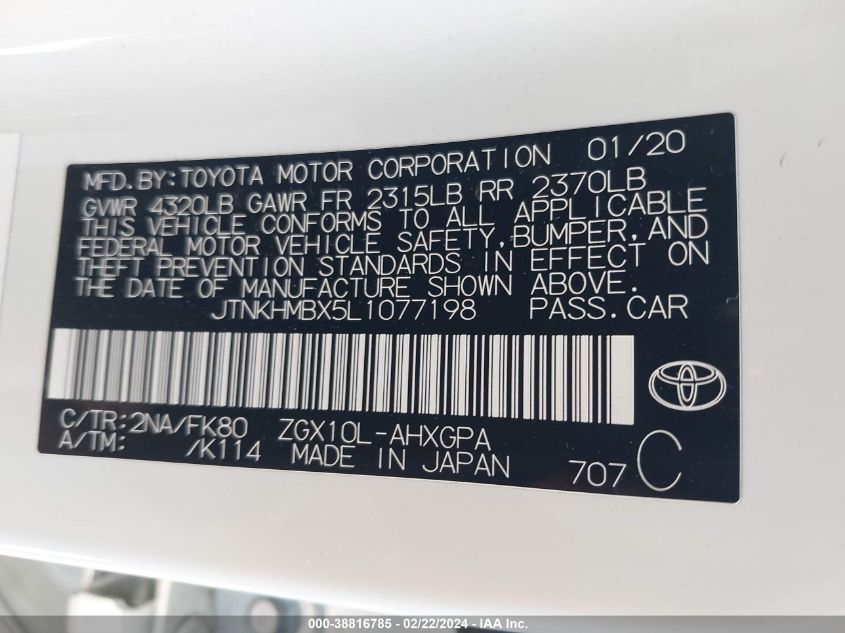 MFD.BY:TOYOTA MOTOR CORPORATION 01/20
GVWR 4320LB GAWR FR 2315LB RR 2370LB
THIS VEHICLE CONFORMS TO ALL APPLICABLE
FEDERAL MOTOR VEHICLE SAFETY,BUMPER,AND
THEFT PREVENTION STANDARDS IN EFFECT ON
THE DATE OF MANUFACTURE SHOWN ABOVE.
JTNKHMBX5L1077198 PASS.CAR
C/TR:2NA/FK80 ZGX10L-AHXGPA
A/TM: /K114 MADE IN JAPAN 707 C
000-38816785 - 02/22/2024 - IAA Inc.